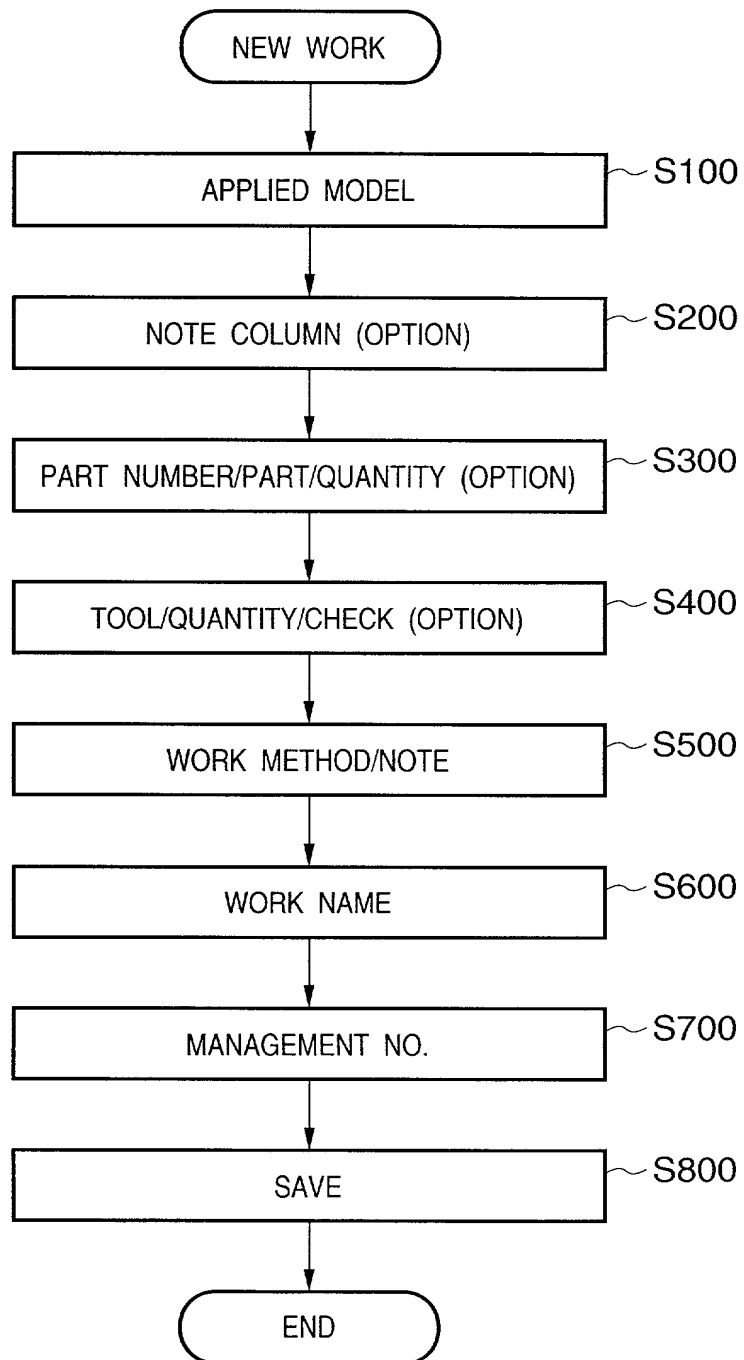 NEW WORK
APPLIED MODEL
S100
NOTE COLUMN (OPTION)
S200
PART NUMBER/PART/QUANTITY (OPTION)
S300
TOOL/QUANTITY/CHECK (OPTION)
S400
WORK METHOD/NOTE
S500
WORK NAME
S600
MANAGEMENT NO.
S700
SAVE
S800
END